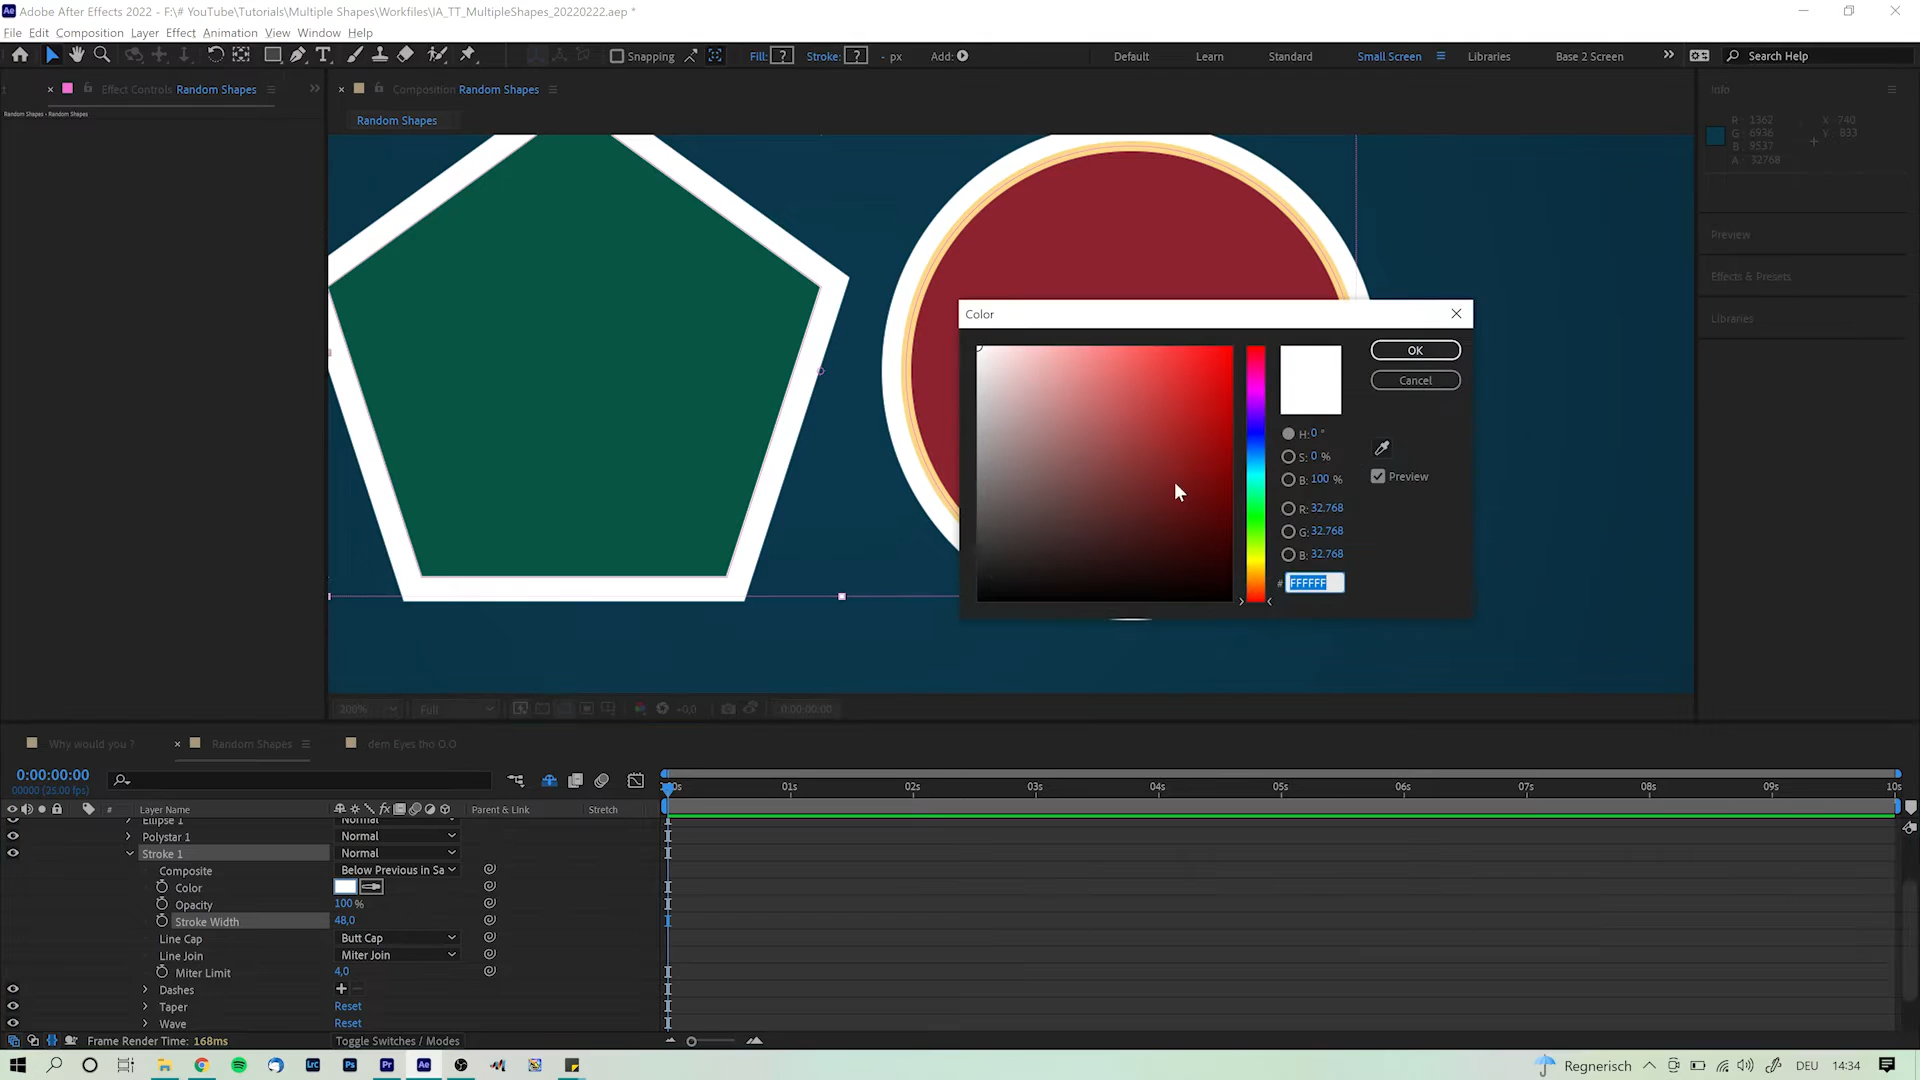 Adobe After Effects 2022 - F:\# YouTube\Tutorials\Multiple Shapes\Workfiles\IA_TT_MultipleShapes_20220222.aep *
File Edit Composition Layer Effect Animation View Window Help
Snapping Fill: ? Stroke: ? - px Add: Default Learn Standard Small Screen Libraries Base 2 Screen Search Help
Effect Controls Random Shapes
Composition Random Shapes
Info
Random Shapes • Random Shapes
Random Shapes
R : 1362 X : 740
G : 6936 Y : 833
B : 9537
A : 32768
Preview
Effects & Presets
Libraries
Color
OK
Cancel
H: 0 °
S: 0 %
B: 100 %
Preview
R: 32.768
G: 32.768
B: 32.768
# FFFFFF
200% Full +0,0 0:00:00:00
Why would you ? Random Shapes dem Eyes tho O.O
0:00:00:00
00000 (25.00 fps)
01s 02s 03s 04s 05s 06s 07s 08s 09s 10s
# Layer Name Parent & Link Stretch
Ellipse 1 Normal
Polystar 1 Normal
Stroke 1 Normal
Composite Below Previous in Sa
Color
Opacity 100 %
Stroke Width 48,0
Line Cap Butt Cap
Line Join Miter Join
Miter Limit 4,0
Dashes
Taper Reset
Wave Reset
Frame Render Time: 168ms Toggle Switches / Modes
Lrc Ps Pr Ae Regnerisch DEU 14:34